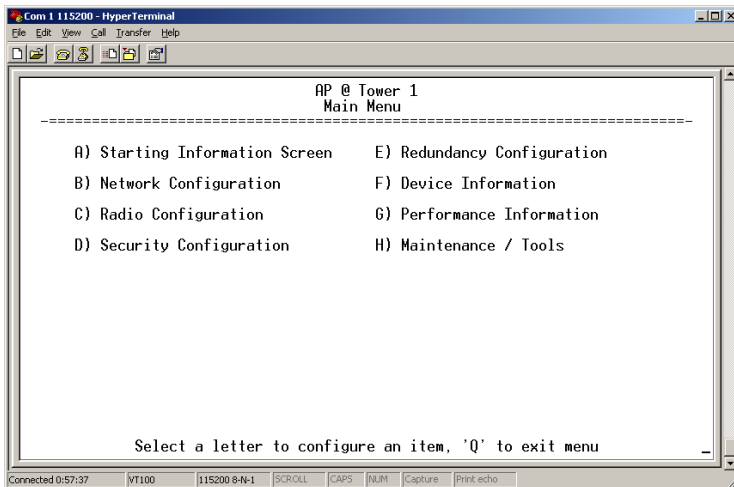 Com 1 115200 - HyperTerminal
File Edit View Call Transfer Help
AP @ Tower 1
Main Menu
-==========================================================================-
A) Starting Information Screen E) Redundancy Configuration
B) Network Configuration F) Device Information
C) Radio Configuration G) Performance Information
D) Security Configuration H) Maintenance / Tools
Select a letter to configure an item, 'Q' to exit menu _
Connected 0:57:37 VT100 115200 8-N-1 SCROLL CAPS NUM Capture Print echo